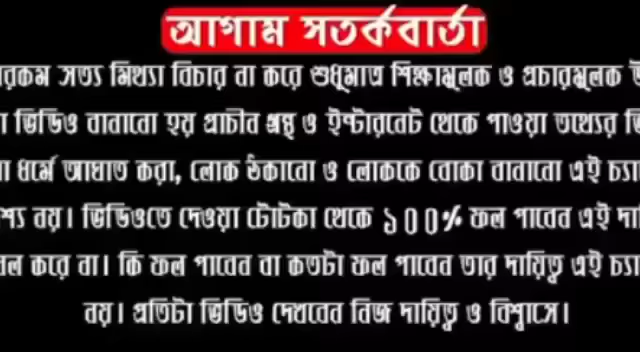 আগাম সতর্কবার্তা
রকম সত্য মিথ্যা বিচার না করে শুধুমাত্র শিক্ষামূলক ও প্রচারমূলক
ভিডিও বানানো হয় প্রাচীন গ্রন্থ ও ইন্টারনেট থেকে পাওয়া তথ্যের
ধর্মে আঘাত করা, লোক ঠকানো ও লোককে বোকা বানানো এই চ্যা
শ্য নয়। ভিডিওতে দেওয়া টোটকা থেকে ১০০% ফল পাবেন এই দা
করে না। কি ফল পাবেন বা কতটা ফল পাবেন তার দায়িত্ব এই চ্যা
নয়। প্রতিটা ভিডিও দেখবেন নিজ দায়িত্ব ও বিশ্বাসে।